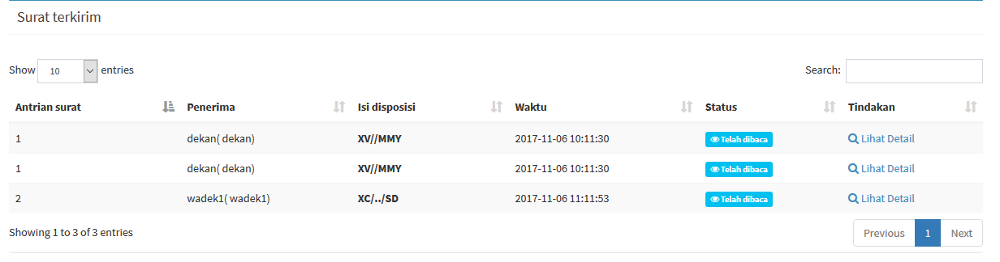 Surat terkirim
Show 10 entries Search:
Antrian surat Penerima Isi disposisi Waktu Status Tindakan
1 dekan( dekan) XV//MMY 2017-11-06 10:11:30 Telah dibaca Lihat Detail
1 dekan( dekan) XV//MMY 2017-11-06 10:11:30 Telah dibaca Lihat Detail
2 wadek1( wadek1) XC/../SD 2017-11-06 11:11:53 Telah dibaca Lihat Detail
Showing 1 to 3 of 3 entries Previous 1 Next